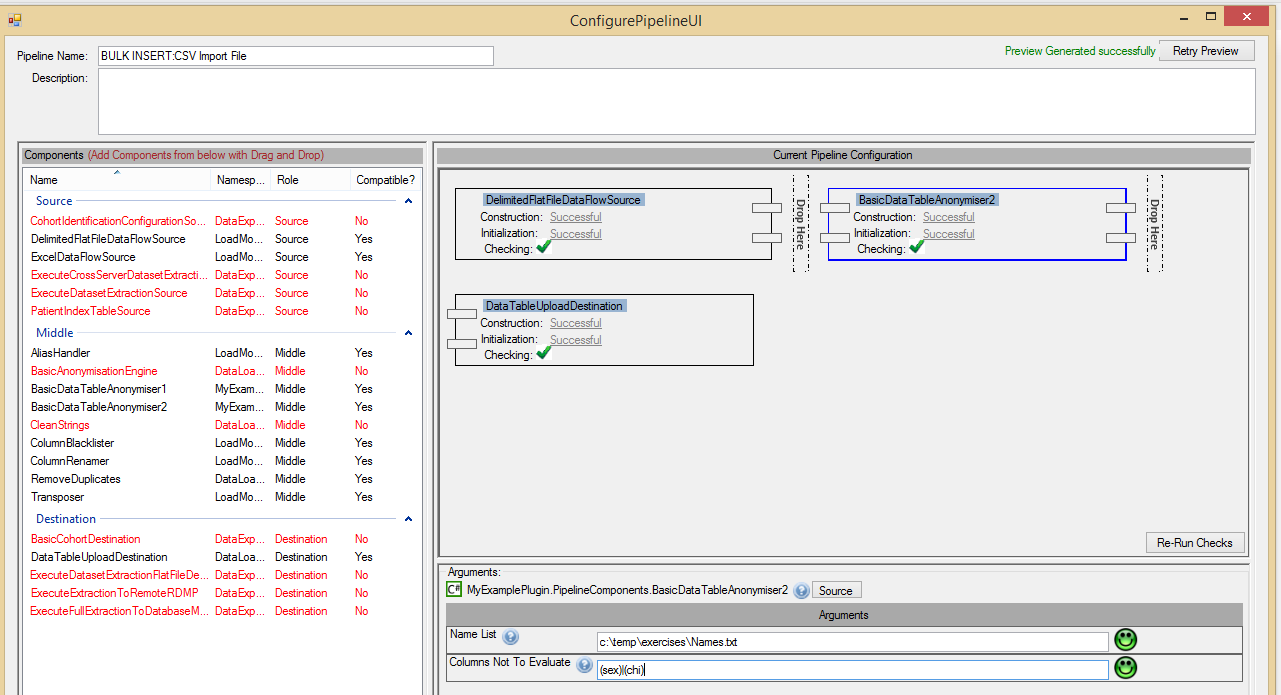 ConfigurePipelineUI
Pipeline Name: BULK INSERT:CSV Import File
Preview Generated successfully Retry Preview
Description:
Components (Add Components from below with Drag and Drop)
Name Namesp... Role Compatible?
Source
CohortIdentificationConfigurationSo... DataExp... Source No
DelimitedFlatFileDataFlowSource LoadMo... Source Yes
ExcelDataFlowSource LoadMo... Source Yes
ExecuteCrossServerDatasetExtracti... DataExp... Source No
ExecuteDatasetExtractionSource DataExp... Source No
PatientIndexTableSource DataExp... Source No
Middle
AliasHandler LoadMo... Middle Yes
BasicAnonymisationEngine DataLoa... Middle No
BasicDataTableAnonymiser1 MyExam... Middle Yes
BasicDataTableAnonymiser2 MyExam... Middle Yes
CleanStrings DataLoa... Middle No
ColumnBlacklister LoadMo... Middle Yes
ColumnRenamer LoadMo... Middle Yes
RemoveDuplicates DataLoa... Middle Yes
Transposer LoadMo... Middle Yes
Destination
BasicCohortDestination DataExp... Destination No
DataTableUploadDestination DataLoa... Destination Yes
ExecuteDatasetExtractionFlatFileDe... DataExp... Destination No
ExecuteExtractionToRemoteRDMP DataExp... Destination No
ExecuteFullExtractionToDatabaseM... DataExp... Destination No
Current Pipeline Configuration
DelimitedFlatFileDataFlowSource
Construction: Successful
Initialization: Successful
Checking:
Drop Here
BasicDataTableAnonymiser2
Construction: Successful
Initialization: Successful
Checking:
Drop Here
DataTableUploadDestination
Construction: Successful
Initialization: Successful
Checking:
Re-Run Checks
Arguments:
C# MyExamplePlugin.PipelineComponents.BasicDataTableAnonymiser2 ? Source
Arguments
Name List ? c:\temp\exercises\Names.txt
Columns Not To Evaluate ? (sex)|(chi)